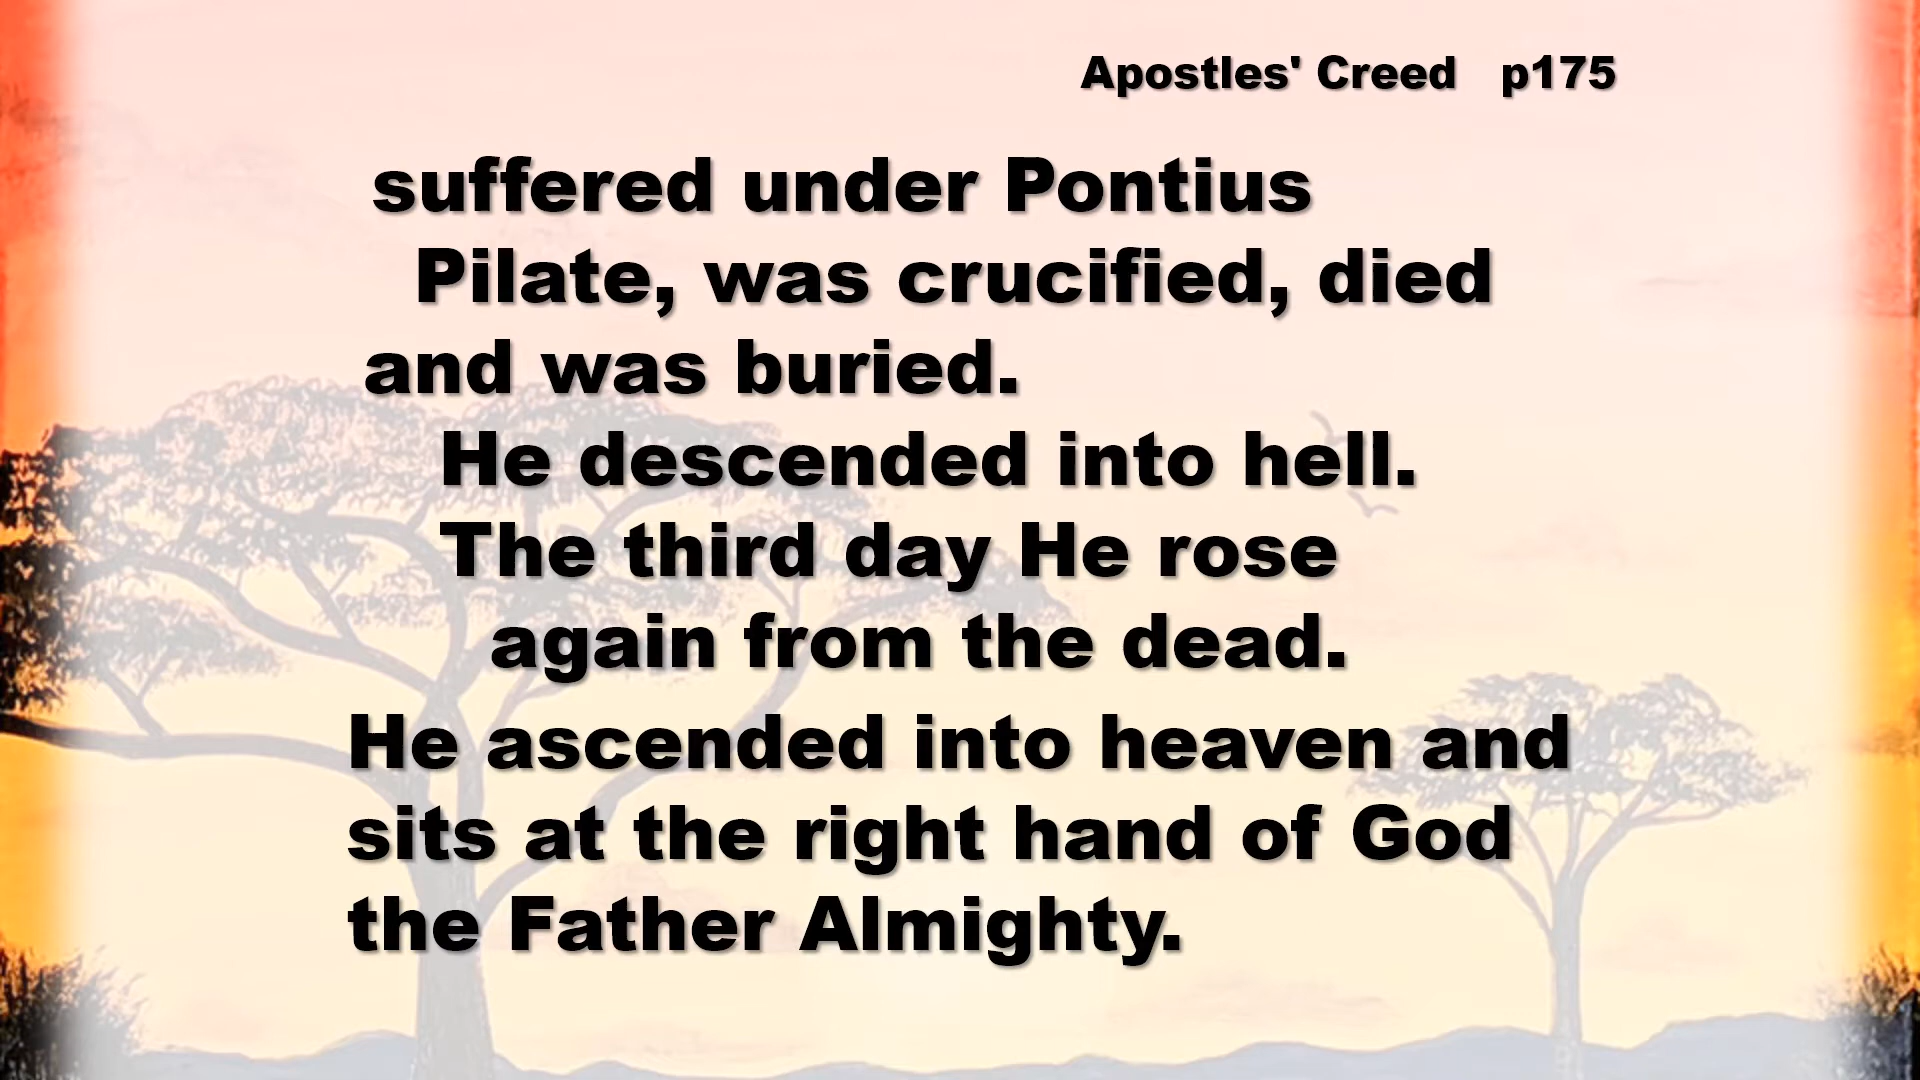 Apostles' Creed p175
suffered under Pontius
Pilate, was crucified, died
and was buried.
He descended into hell.
The third day He rose
again from the dead.
He ascended into heaven and
sits at the right hand of God
the Father Almighty.